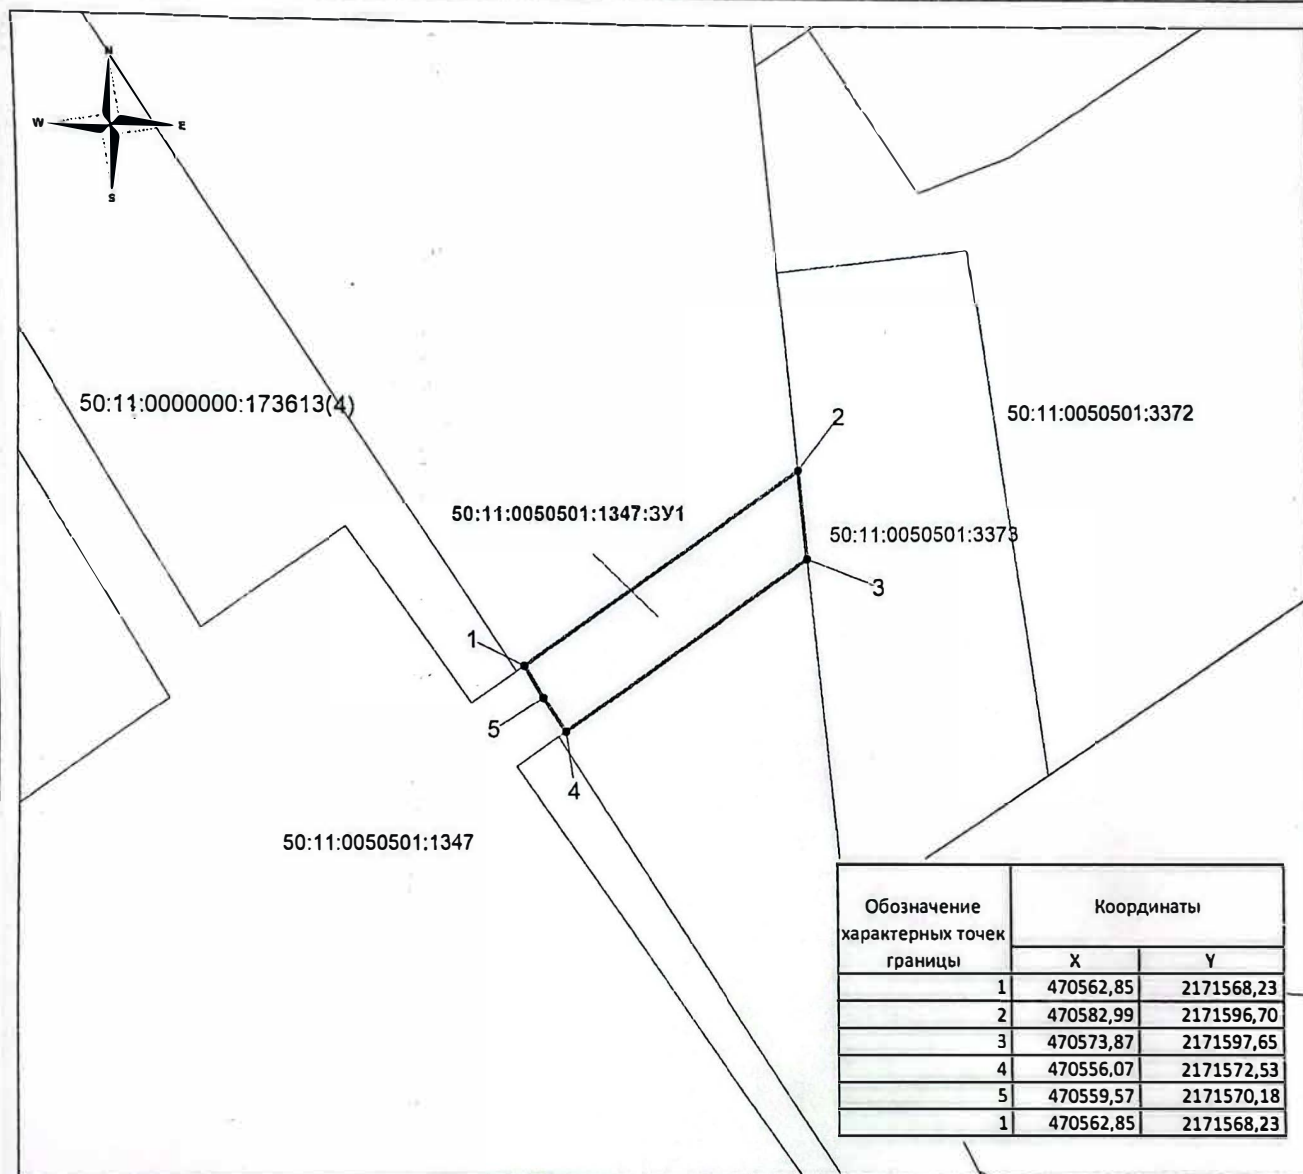 N
W E
S
50:11:0000000:173613(4)
50:11:0050501:3372
2
50:11:0050501:1347:ЗУ1
50:11:0050501:3373
3
1
5
4
50:11:0050501:1347
Обозначение характерных точек границы Координаты
X Y
1 470562,85 2171568,23
2 470582,99 2171596,70
3 470573,87 2171597,65
4 470556,07 2171572,53
5 470559,57 2171570,18
1 470562,85 2171568,23